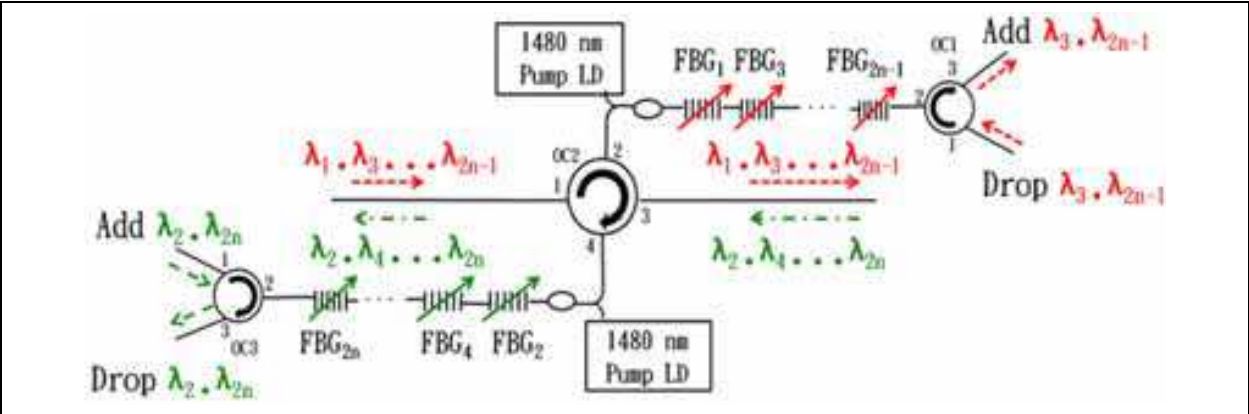 1480 nm
Pump LD
FBG₁ FBG₃ FBG₂ₙ₋₁
OC1
3
2
1
Add λ₃.λ₂ₙ₋₁
Drop λ₃.λ₂ₙ₋₁
λ₁.λ₃...λ₂ₙ₋₁
OC2
2
1
3
4
λ₁.λ₃...λ₂ₙ₋₁
λ₂.λ₄...λ₂ₙ
λ₂.λ₄...λ₂ₙ
Add λ₂.λ₂ₙ
1
2
3
OC3
Drop λ₂.λ₂ₙ
FBG₂ₙ FBG₄ FBG₂
1480 nm
Pump LD